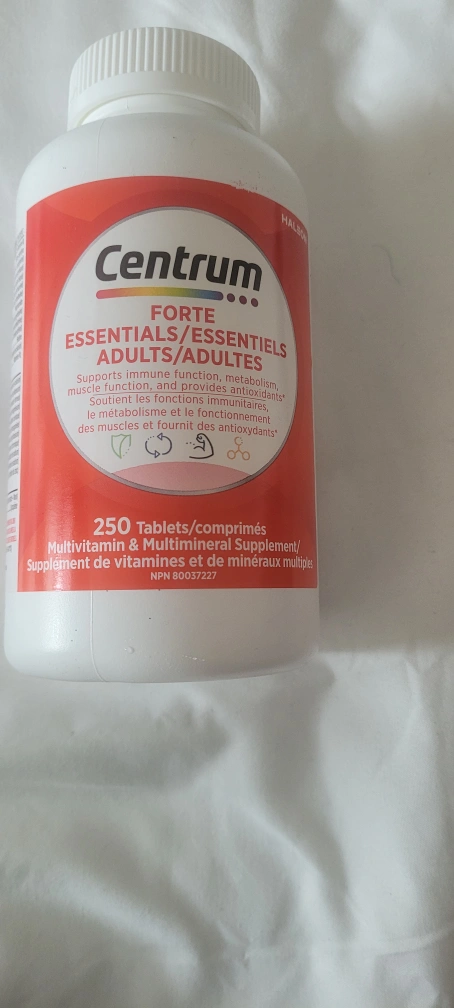 Centrum
FORTE
ESSENTIALS/ESSENTIELS
ADULTS/ADULTES
Supports immune function, metabolism,
muscle function, and provides antioxidants*
Soutient les fonctions immunitaires,
le métabolisme et le fonctionnement
des muscles et fournit des antioxydants*
250 Tablets/comprimés
Multivitamin & Multimineral Supplement/
Supplément de vitamines et de minéraux multiples
NPN 80037227